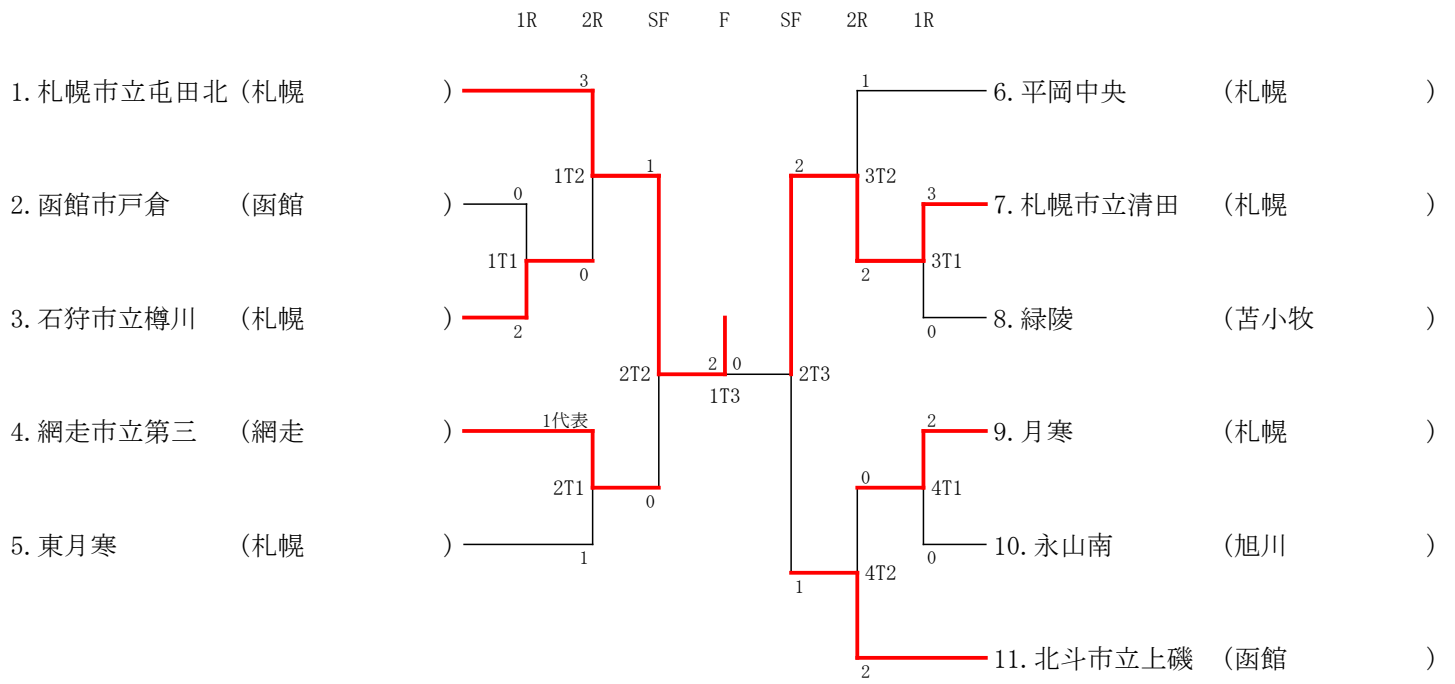 1R 2R SF F SF 2R 1R
3 1
1. 札幌市立屯田北 (札幌 ) 6. 平岡中央 (札幌 )
1T2 1 2 3T2
0 3
2. 函館市戸倉 (函館 ) 7. 札幌市立清田 (札幌 )
1T1 0 2 3T1
3. 石狩市立樽川 (札幌 ) 8. 緑陵 (苫小牧 )
2 0
2T2 2 0 2T3
1T3
1代表 2
4. 網走市立第三 (網走 ) 9. 月寒 (札幌 )
2T1 0 0 4T1
5. 東月寒 (札幌 ) 10. 永山南 (旭川 )
1 0
1 4T2
11. 北斗市立上磯 (函館 )
2